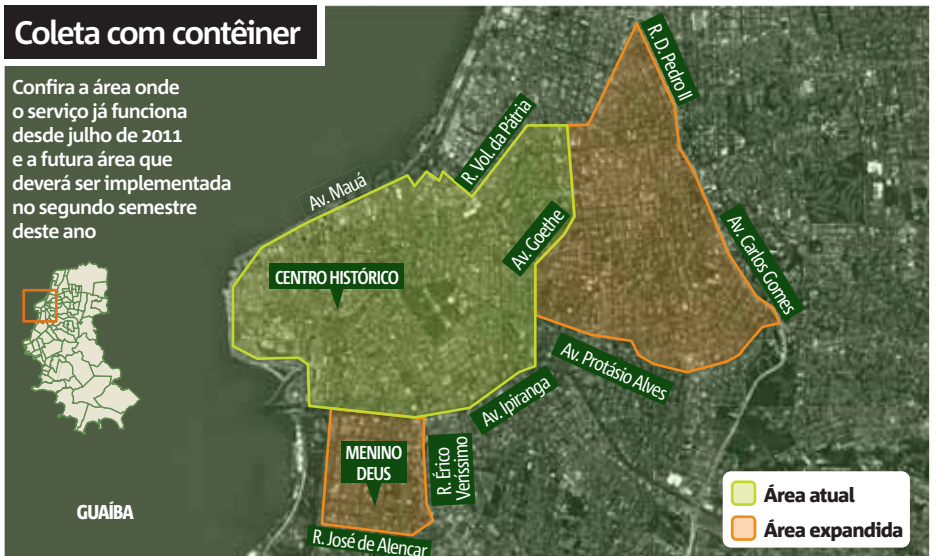 Coleta com contêiner
Confira a área onde
o serviço já funciona
desde julho de 2011
e a futura área que
deverá ser implementada
no segundo semestre
deste ano
R. D. Pedro II
R. Vol. da Pátria
Av. Mauá
Av. Goethe
Av. Carlos Gomes
CENTRO HISTÓRICO
Av. Protásio Alves
Av. Ipiranga
MENINO
DEUS
R. Érico
Veríssimo
GUAÍBA
R. José de Alencar
Área atual
Área expandida